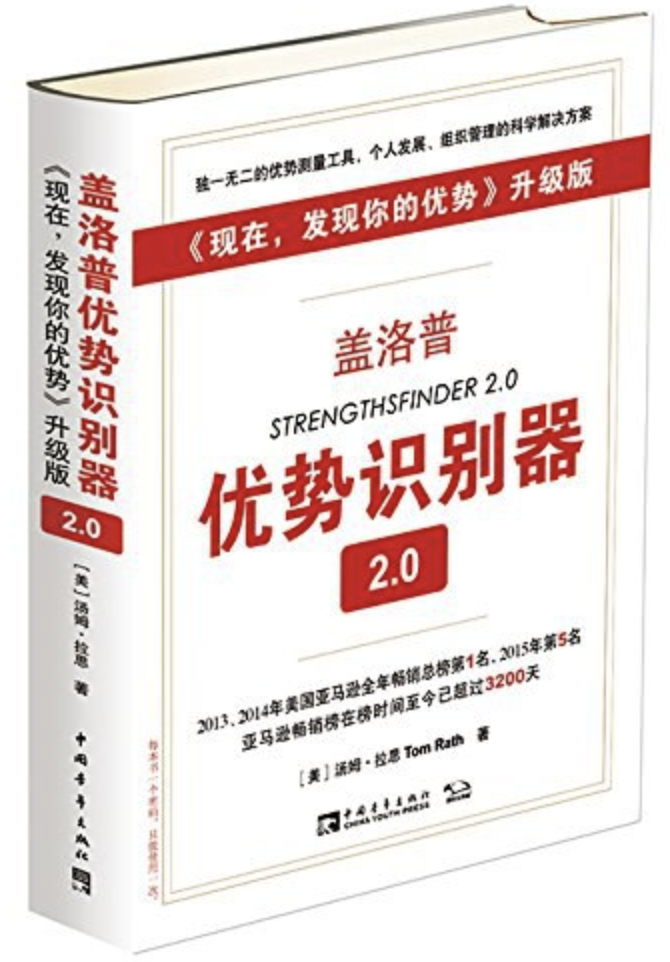 独一无二的优势测量工具，个人发展、组织管理的科学解决方案
《现在，发现你的优势》升级版
盖洛普
STRENGTHSFINDER 2.0
优势识别器
2.0
2013、2014年美国亚马逊全年畅销总榜第1名、2015年第5名
亚马逊畅销榜在榜时间至今已超过3200天
[美] 汤姆·拉思 Tom Rath 著
中国青年出版社
CHINA YOUTH PRESS
每本书一个密码，只能使用一次。
盖洛普优势识别器
《现在，发现你的优势》升级版
2.0
[美] 汤姆·拉思 著
中国青年出版社